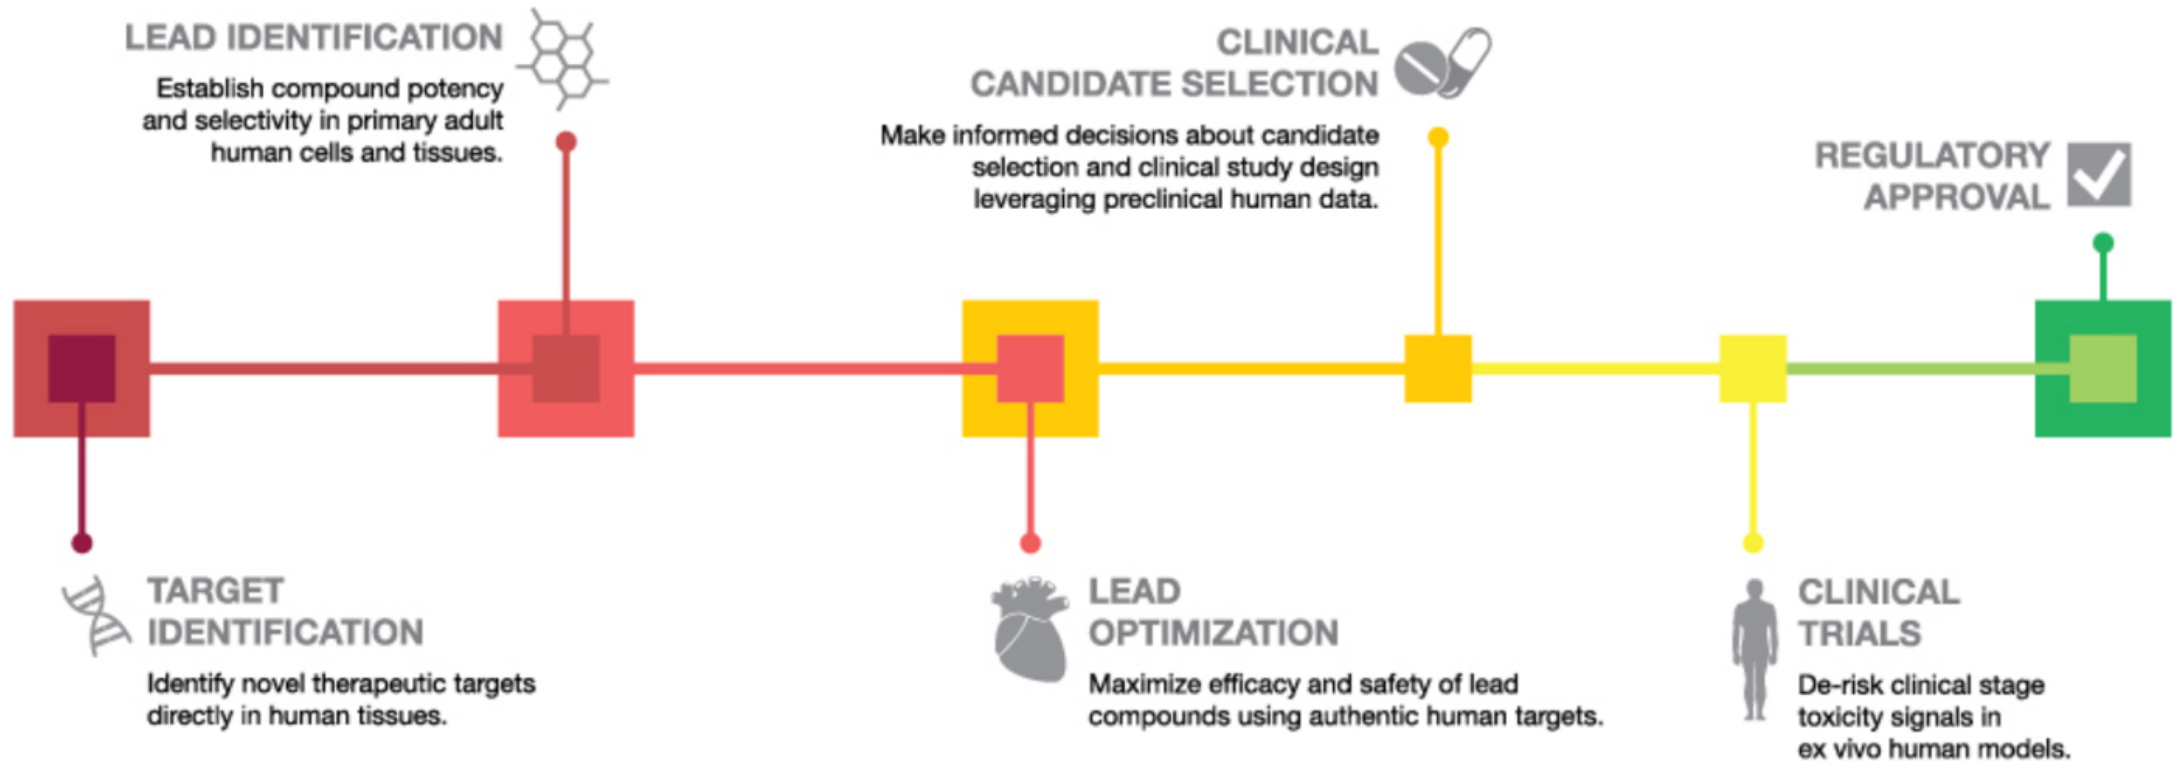 LEAD IDENTIFICATION
Establish compound potency
and selectivity in primary adult
human cells and tissues.
CLINICAL
CANDIDATE SELECTION
Make informed decisions about candidate
selection and clinical study design
leveraging preclinical human data.
REGULATORY
APPROVAL
TARGET
IDENTIFICATION
Identify novel therapeutic targets
directly in human tissues.
LEAD
OPTIMIZATION
Maximize efficacy and safety of lead
compounds using authentic human targets.
CLINICAL
TRIALS
De-risk clinical stage
toxicity signals in
ex vivo human models.